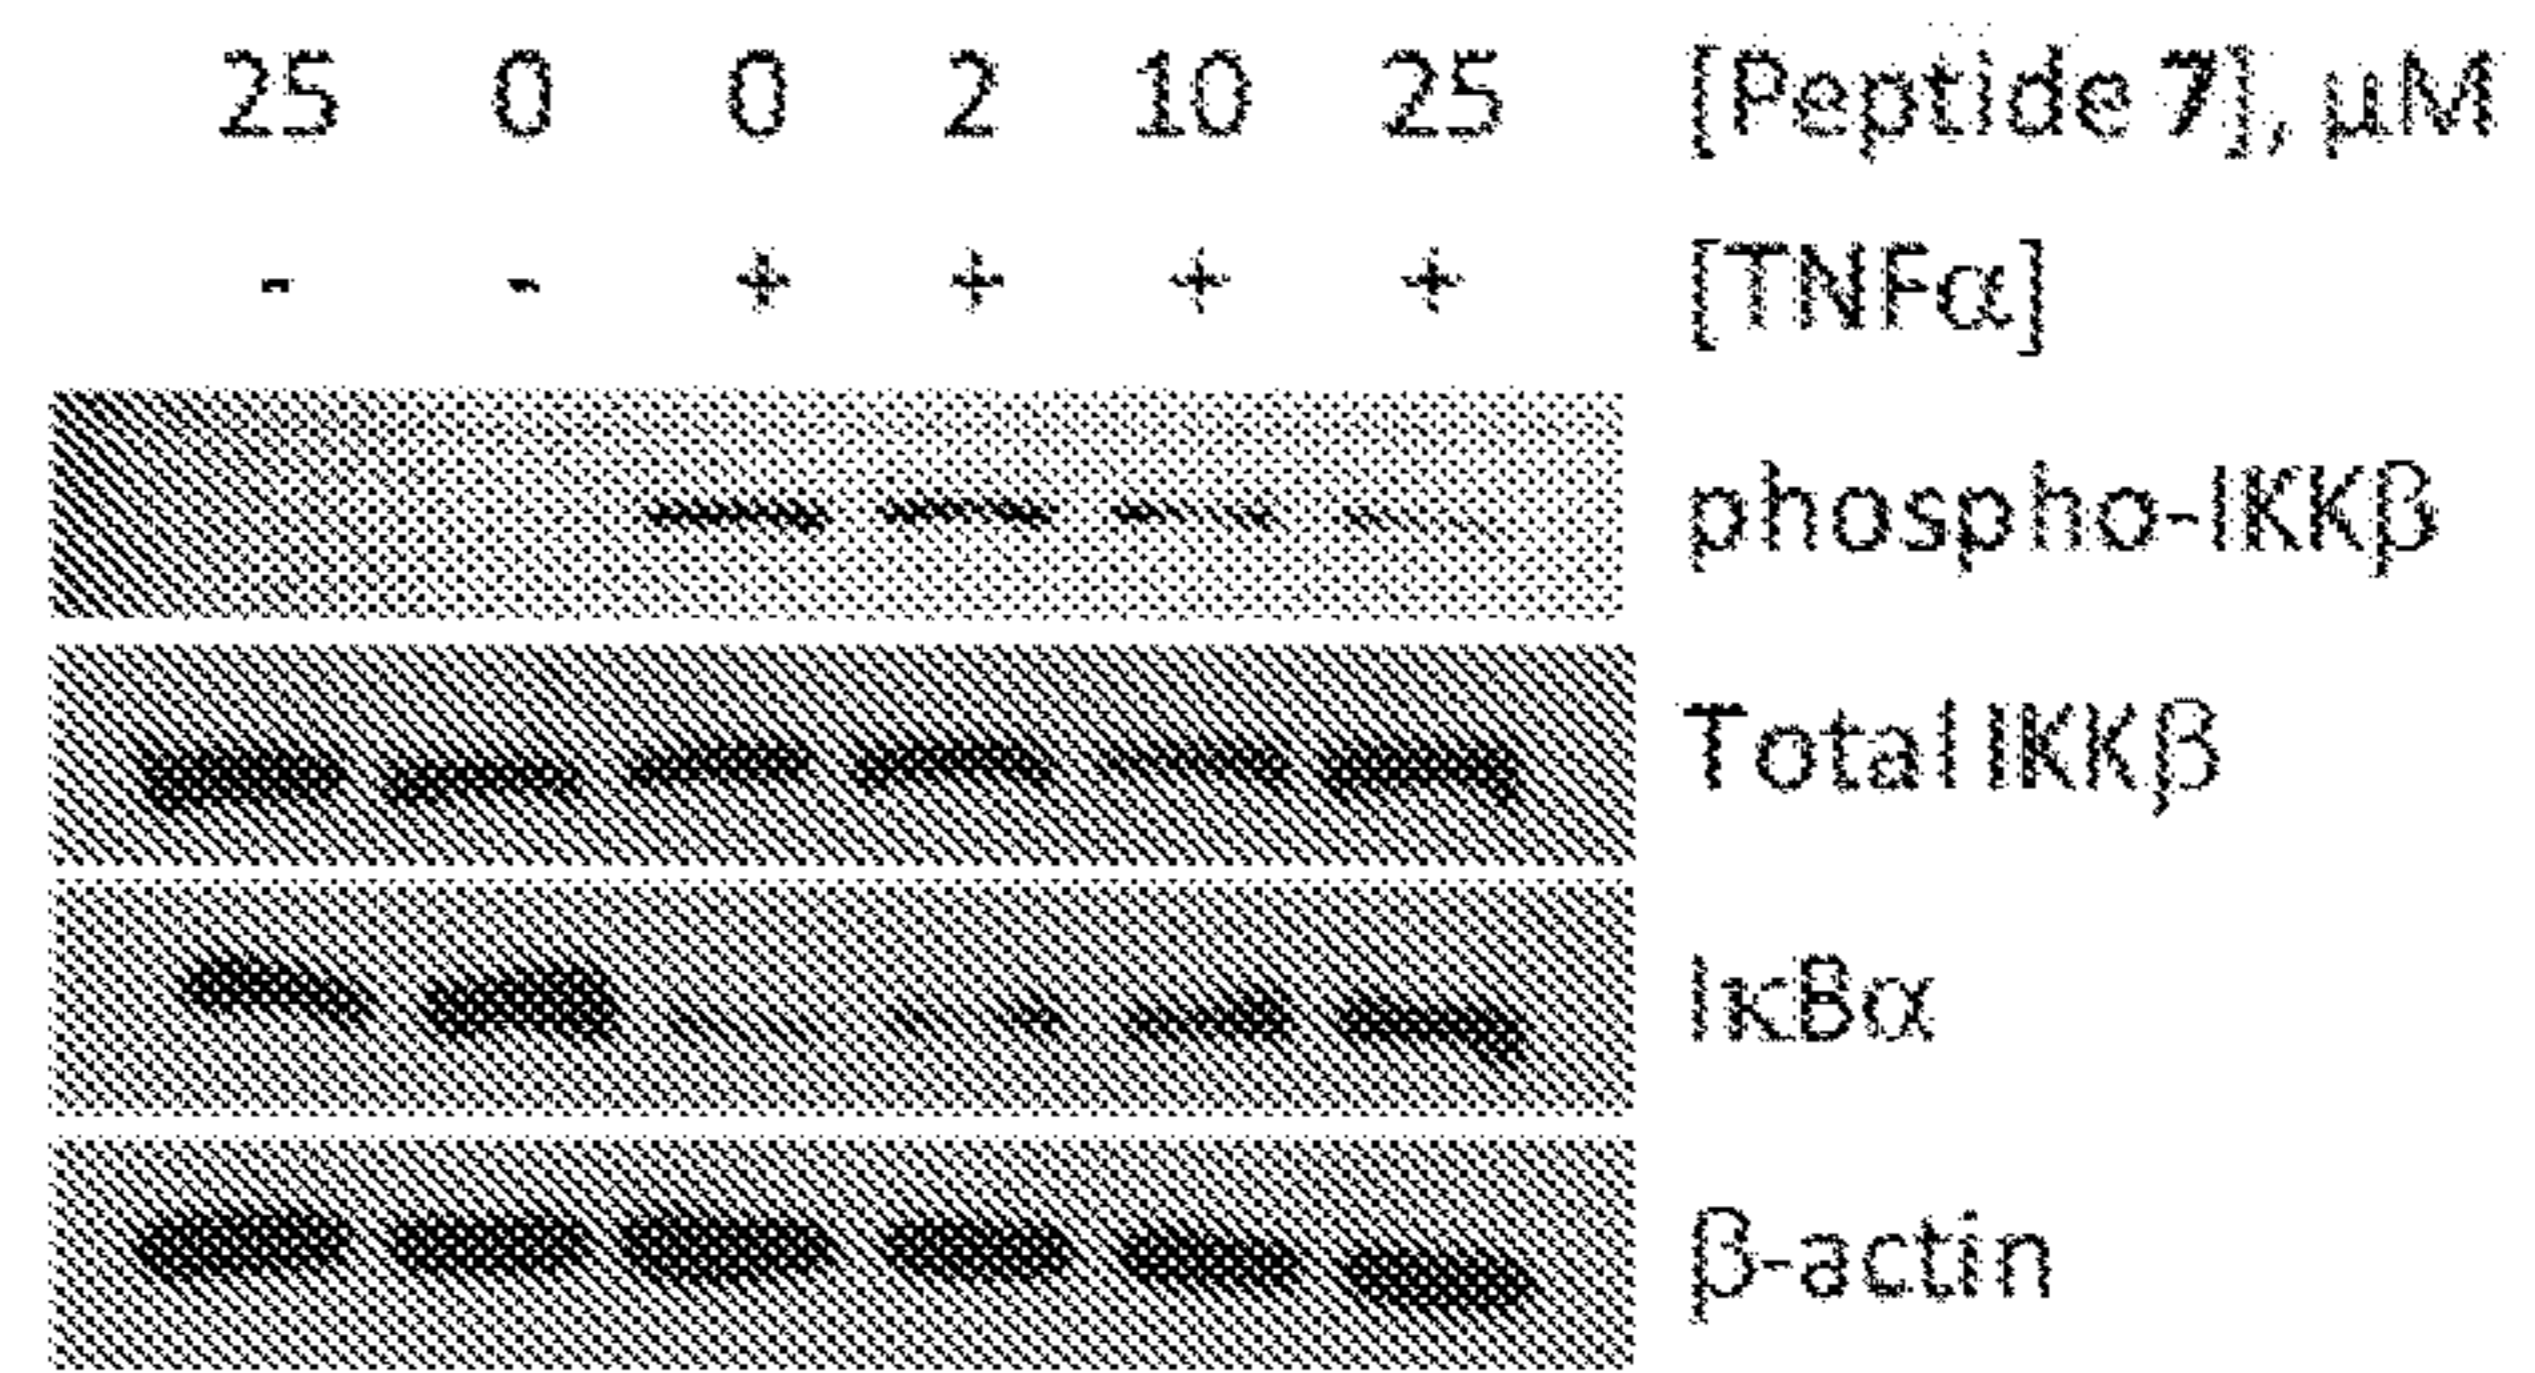 25 0 0 2 10 25 [Peptide 7], µM
- - + + + + [TNFα]
phospho-IKKβ
Total IKKβ
IκBα
β-actin